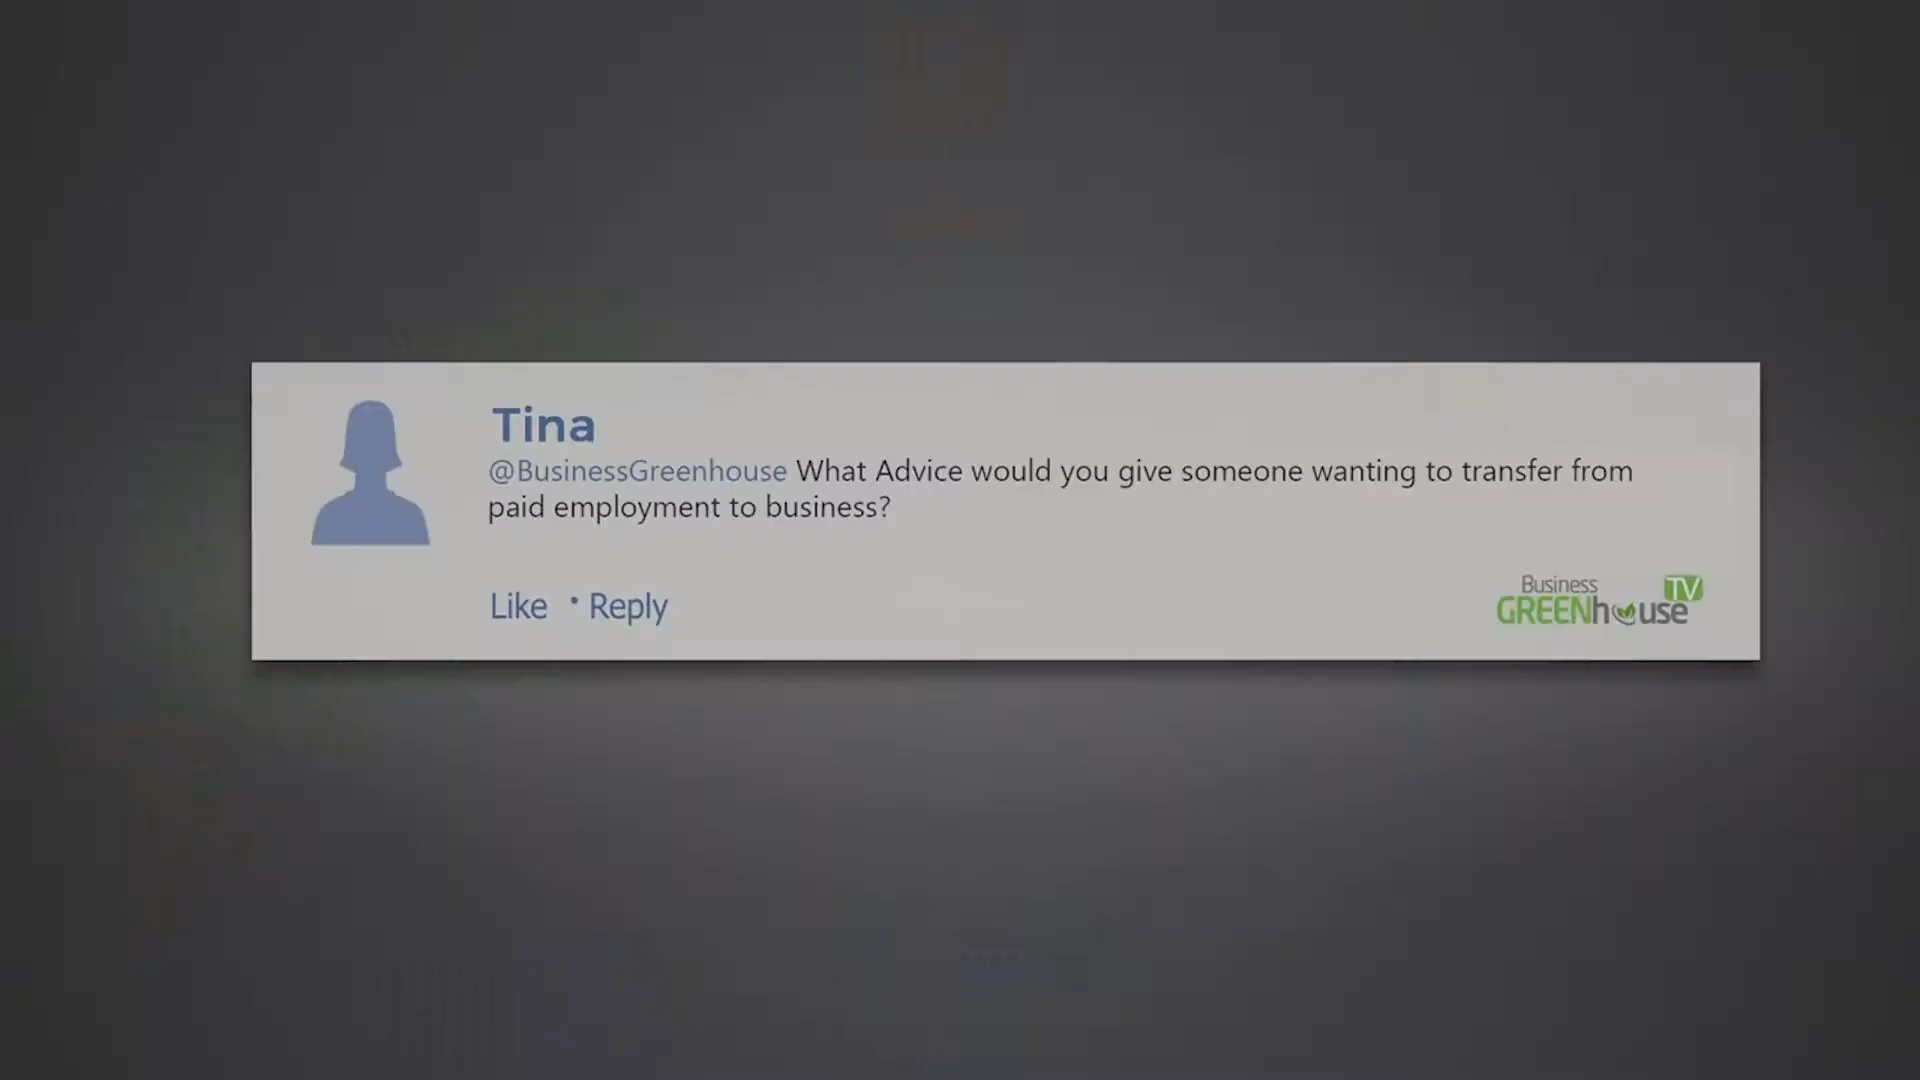 Tina
@BusinessGreenhouse What Advice would you give someone wanting to transfer from
paid employment to business?
Like · Reply
Business
GREENhouse TV